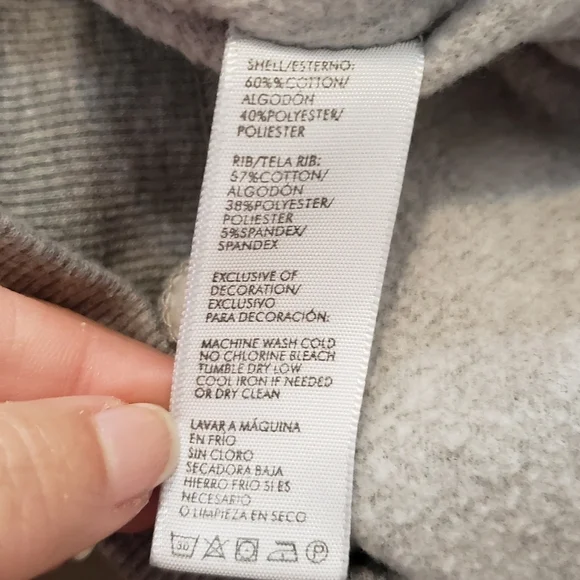 SHELL/ESTERNO:
60%%COTTON/
ALGODÓN
40%POLYESTER/
POLIESTER
RIB/TELA RIB:
57%COTTON/
ALGODÓN
38%POLYESTER/
POLIESTER
5%SPANDEX/
SPANDEX
EXCLUSIVE OF
DECORATION/
EXCLUSIVO
PARA DECORACIÓN:
MACHINE WASH COLD
NO CHLORINE BLEACH
TUMBLE DRY LOW
COOL IRON IF NEEDED
OR DRY CLEAN
LAVAR A MÁQUINA
EN FRÍO
SIN CLORO
SECADORA BAJA
HIERRO FRIO SI ES
NECESARIO
O LIMPIEZA EN SECO
30 P